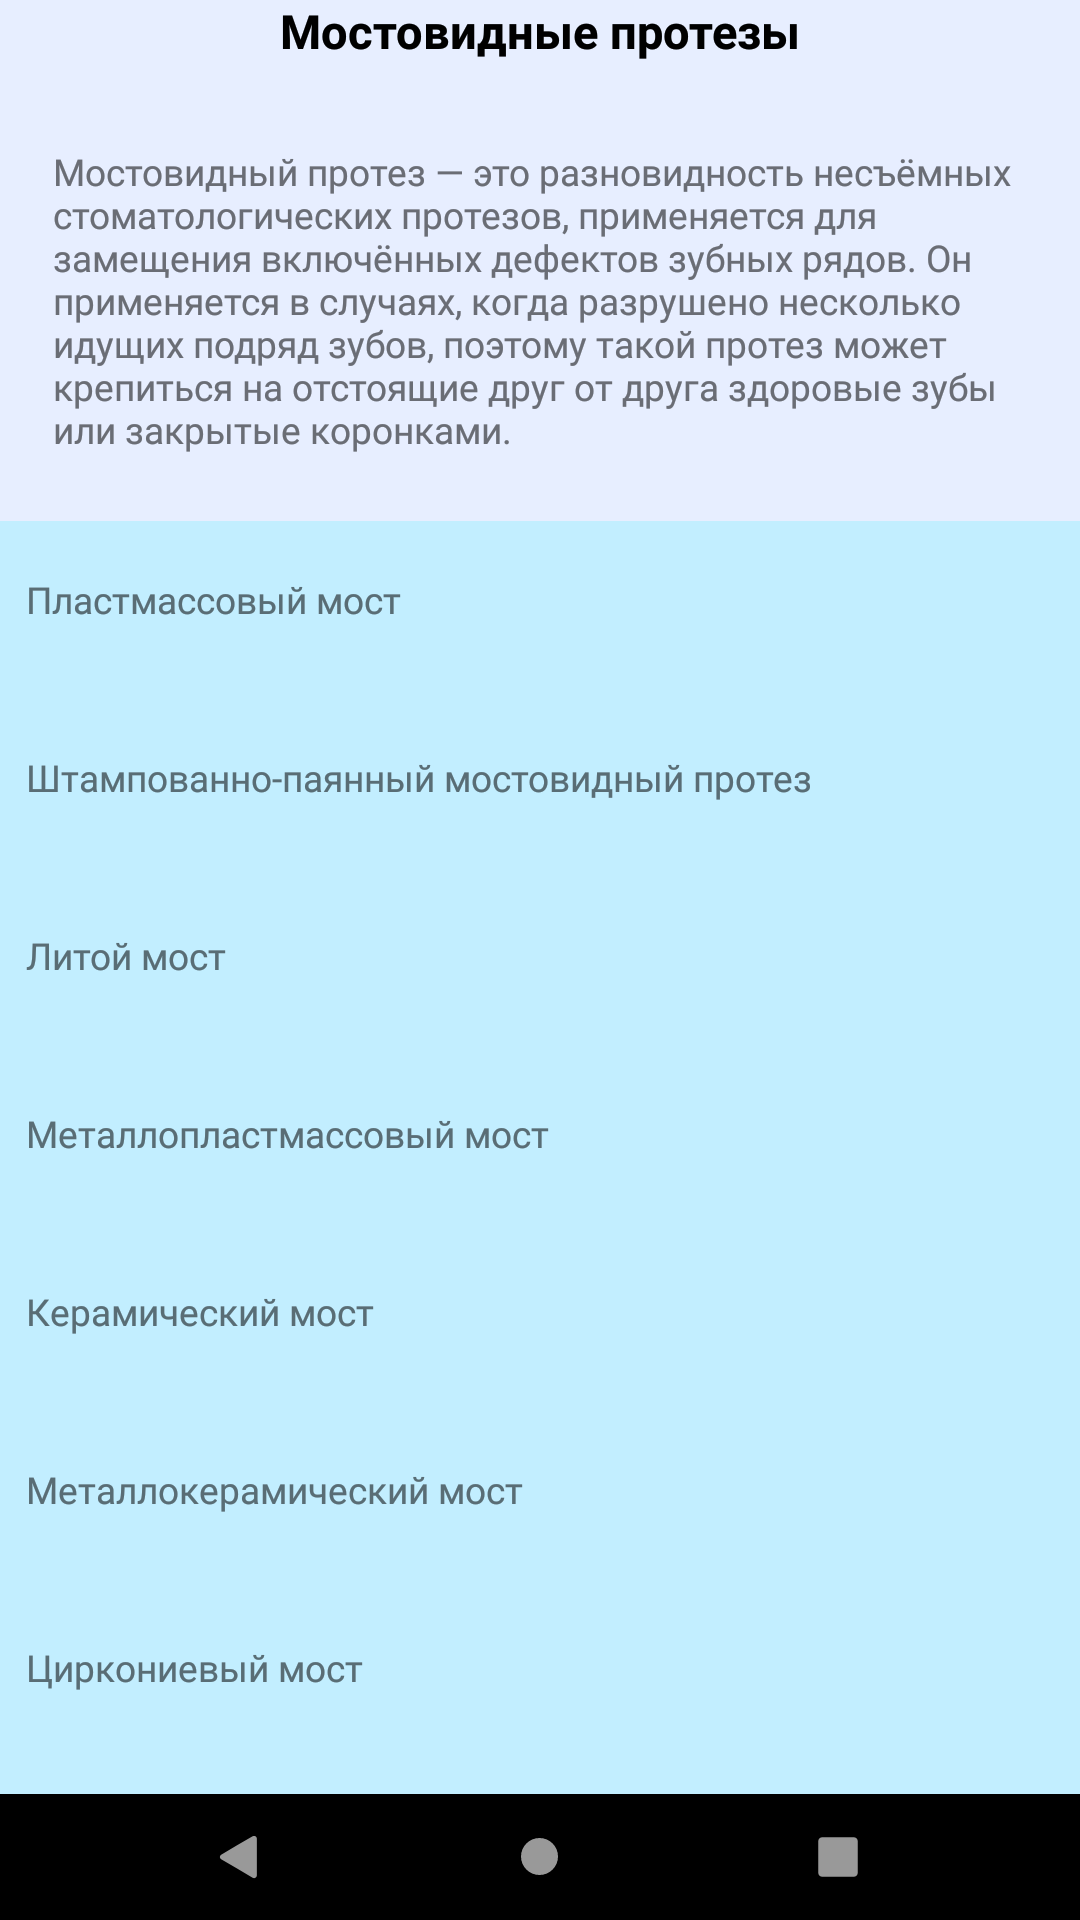 Мостовидные протезы
Мостовидный протез — это разновидность несъёмных
стоматологических протезов, применяется для
замещения включённых дефектов зубных рядов. Он
применяется в случаях, когда разрушено несколько
идущих подряд зубов, поэтому такой протез может
крепиться на отстоящие друг от друга здоровые зубы
или закрытые коронками.
Пластмассовый мост
Штампованно-паянный мостовидный протез
Литой мост
Металлопластмассовый мост
Керамический мост
Металлокерамический мост
Циркониевый мост